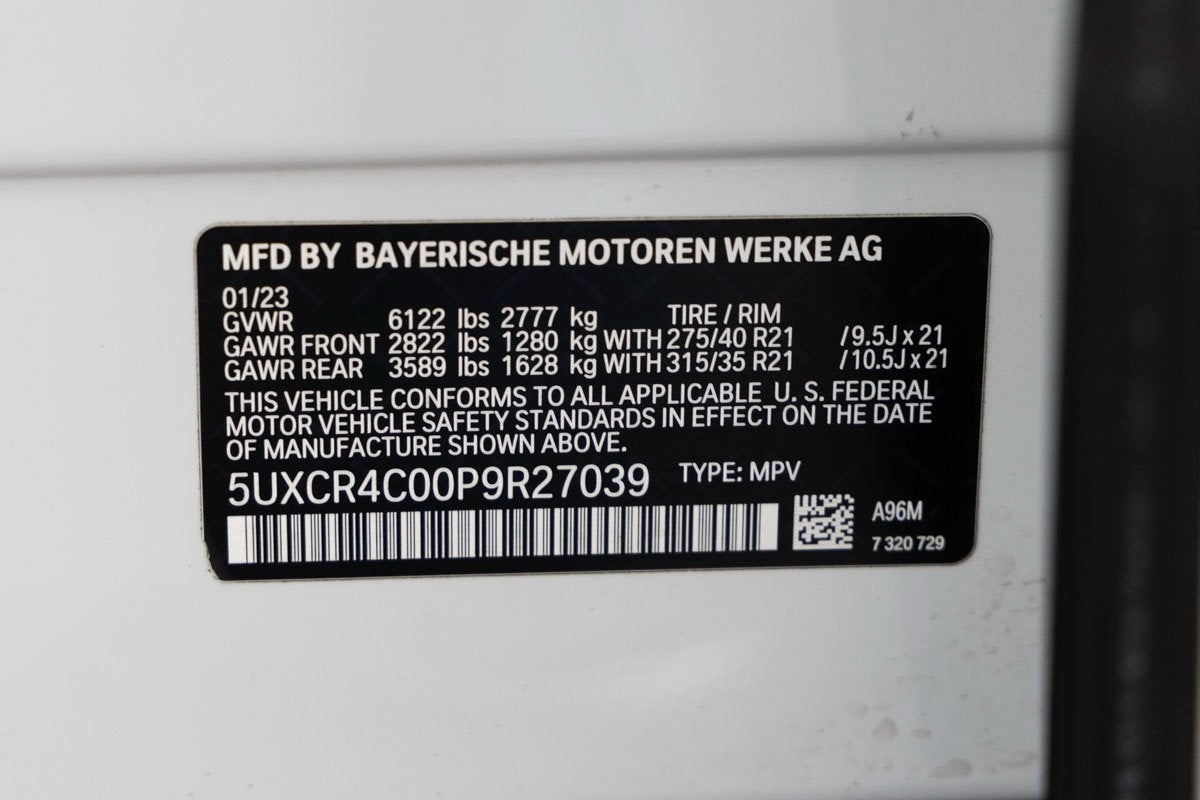 MFD BY BAYERISCHE MOTOREN WERKE AG
01/23
GVWR 6122 lbs 2777 kg TIRE / RIM
GAWR FRONT 2822 lbs 1280 kg WITH 275/40 R21 / 9.5J x 21
GAWR REAR 3589 lbs 1628 kg WITH 315/35 R21 / 10.5J x 21
THIS VEHICLE CONFORMS TO ALL APPLICABLE U. S. FEDERAL
MOTOR VEHICLE SAFETY STANDARDS IN EFFECT ON THE DATE
OF MANUFACTURE SHOWN ABOVE.
5UXCR4C00P9R27039 TYPE: MPV
A96M
7 320 729